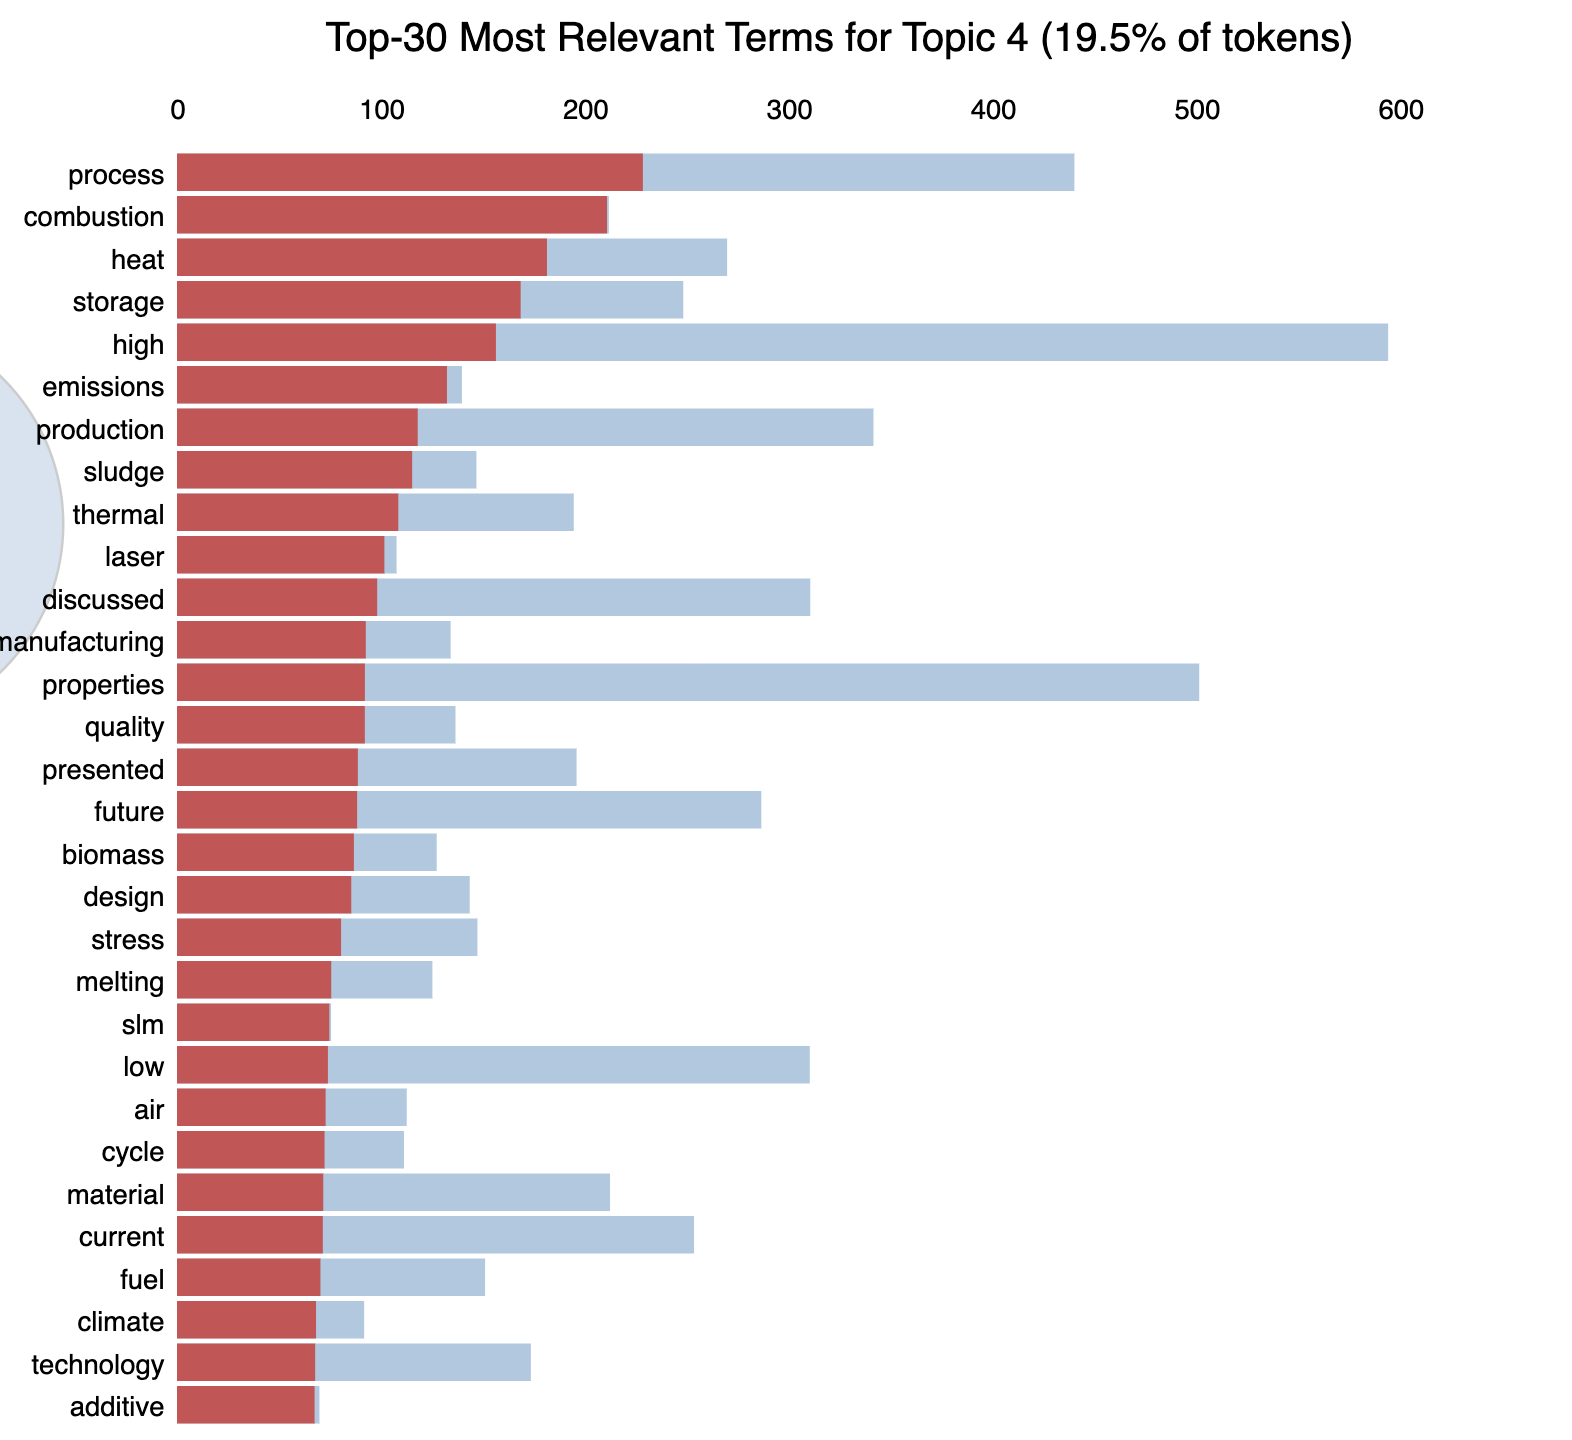 Top-30 Most Relevant Terms for Topic 4 (19.5% of tokens)
0 100 200 300 400 500 600
process
combustion
heat
storage
high
emissions
production
sludge
thermal
laser
discussed
manufacturing
properties
quality
presented
future
biomass
design
stress
melting
slm
low
air
cycle
material
current
fuel
climate
technology
additive